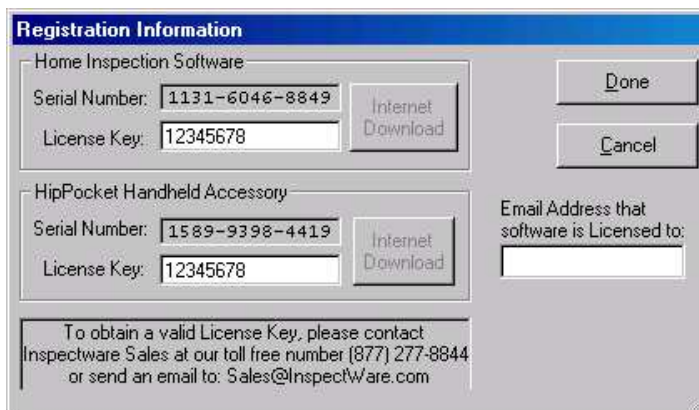 Registration Information
Home Inspection Software
Serial Number: 1131-6046-8849
Internet Download
License Key: 12345678
Done
Cancel
HipPocket Handheld Accessory
Serial Number: 1589-9398-4419
Internet Download
License Key: 12345678
Email Address that
software is Licensed to:
To obtain a valid License Key, please contact
Inspectware Sales at our toll free number (877) 277-8844
or send an email to: Sales@InspectWare.com